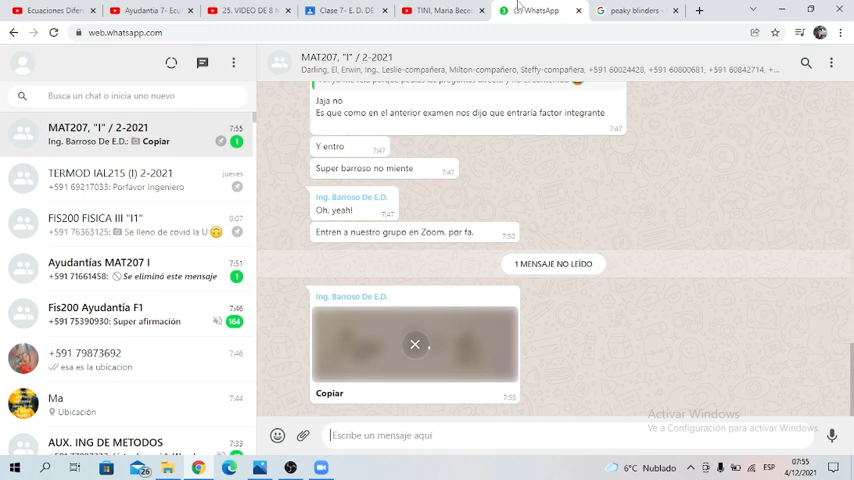 Ecuaciones Difere
Ayudantía 7- Ecu
25. VIDEO DE 8 M
Clase 7- E. D. DE
TINI, Maria Bece
WhatsApp
peaky blinders -
web.whatsapp.com
MAT207, "I" / 2-2021
Darling, El, Erwin, Ing., Leslie-compañera, Milton-compañero, Steffy-compañera, +591 60024428, +591 60800681, +591 60842714, +...
Busca un chat o inicia uno nuevo
MAT207, "I" / 2-2021
7:55
Ing. Barroso De E.D.: Copiar
1
TERMOD IAL215 (I) 2-2021
jueves
+591 69217033: Porfavor Ingeniero
FIS200 FISICA III "I1"
0:07
+591 76363125: Se lleno de covid la U
Ayudantías MAT207 I
7:51
+591 71661458: Se eliminó este mensaje
1
Fis200 Ayudantía F1
7:46
+591 75390930: Super afirmación
164
+591 79873692
7:46
esa es la ubicacion
Ma
7:44
Ubicación
AUX. ING DE METODOS
7:33
Jaja no
Es que como en el anterior examen nos dijo que entraría factor integrante
7:47
Y entro
7:47
Super barroso no miente
7:47
Ing. Barroso De E.D.
Oh, yeah!
7:47
Entren a nuestro grupo en Zoom, por fa.
7:50
1 MENSAJE NO LEÍDO
Ing. Barroso De E.D.
Copiar
7:55
Escribe un mensaje aquí
Activar Windows
Ve a Configuración para activar Windows.
26
6°C Nublado
ESP
07:55
4/12/2021